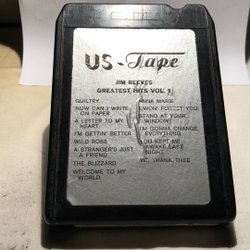 US-Tape
JIM REEVES
GREATEST HITS VOL 1
GUILTRY
HOW CAN I WRITE
ON PAPER
A LETTER TO MY
HEART
I'M GETTIN' BETTER
WILD ROSE
A STRANGER'S JUST
A FRIEND
THE BLIZZARD
WELCOME TO MY
WORLD
ANNA MARIE
I WON' FORGET YOU
STAND AT YOUR
WINDOW
I'M GONNA CHANGE
EVERYTHING
YOU KEPT ME
AWAKE LAST
NIGHT
WE THANK THEE